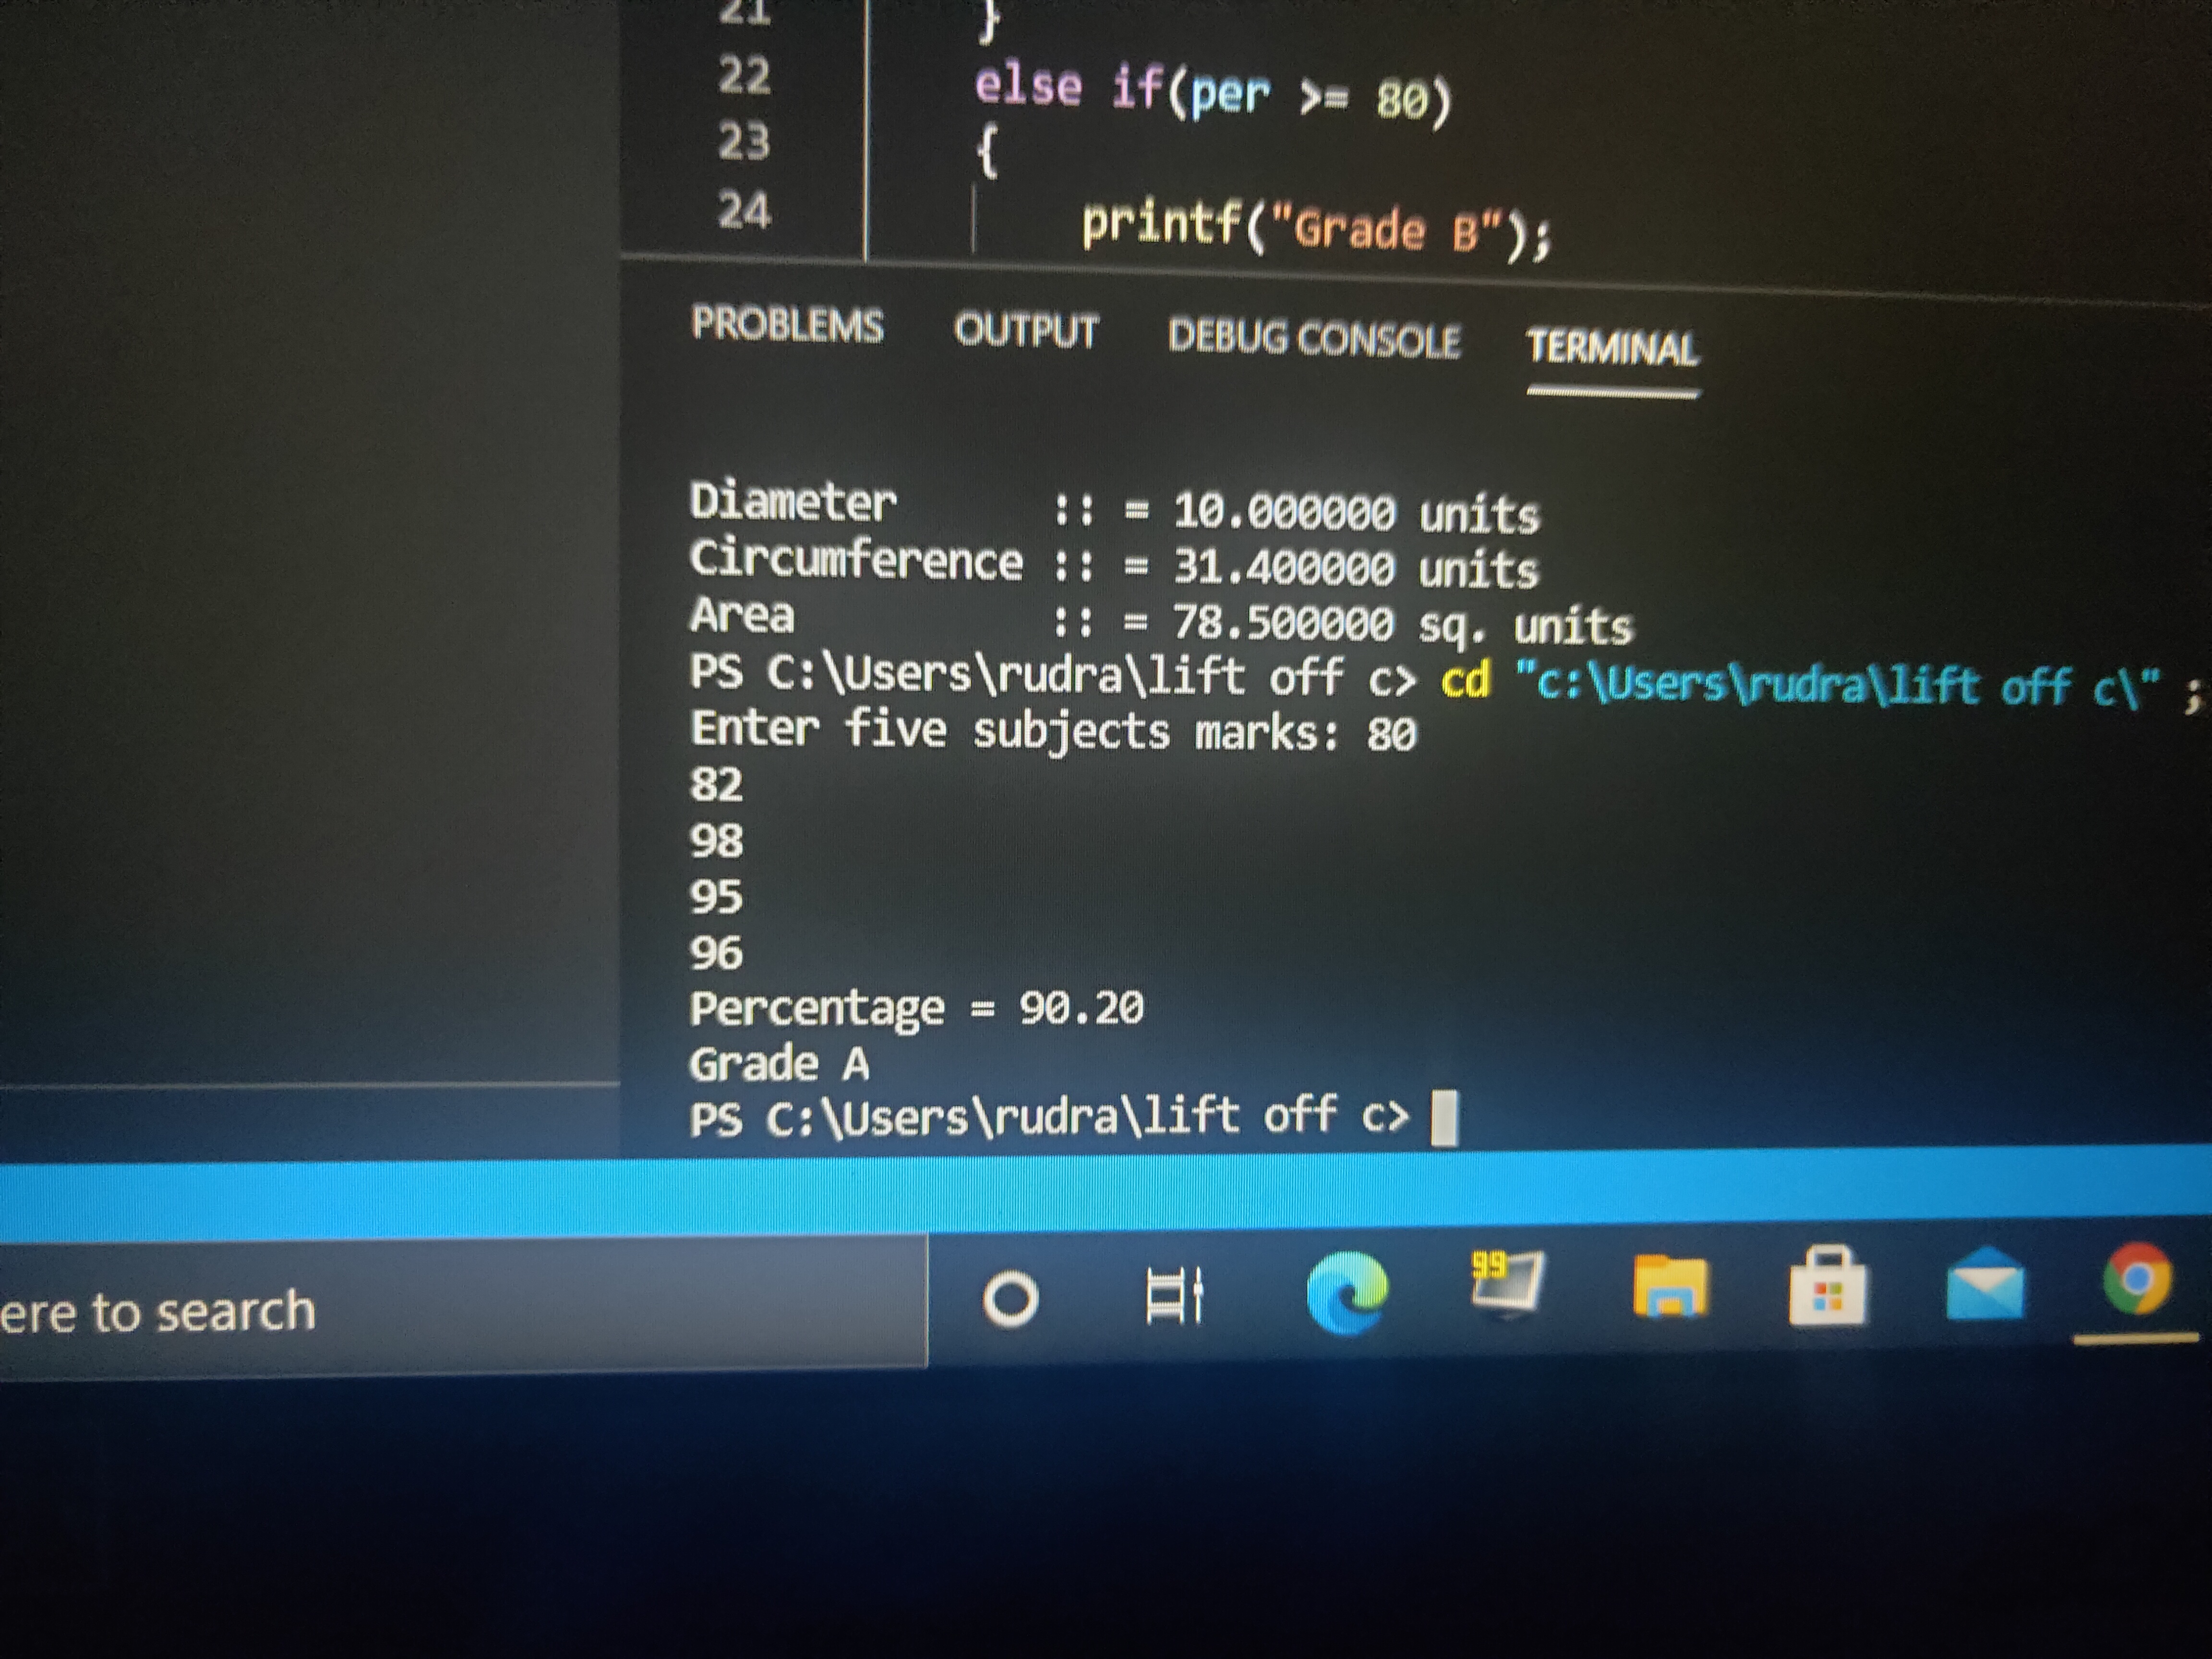 21 }
22 else if(per >= 80)
23 {
24 printf("Grade B");
PROBLEMS OUTPUT DEBUG CONSOLE TERMINAL
Diameter :: = 10.000000 units
Circumference :: = 31.400000 units
Area :: = 78.500000 sq. units
PS C:\Users\rudra\lift off c> cd "c:\Users\rudra\lift off c\" ;
Enter five subjects marks: 80
82
98
95
96
Percentage = 90.20
Grade A
PS C:\Users\rudra\lift off c>
ere to search
99